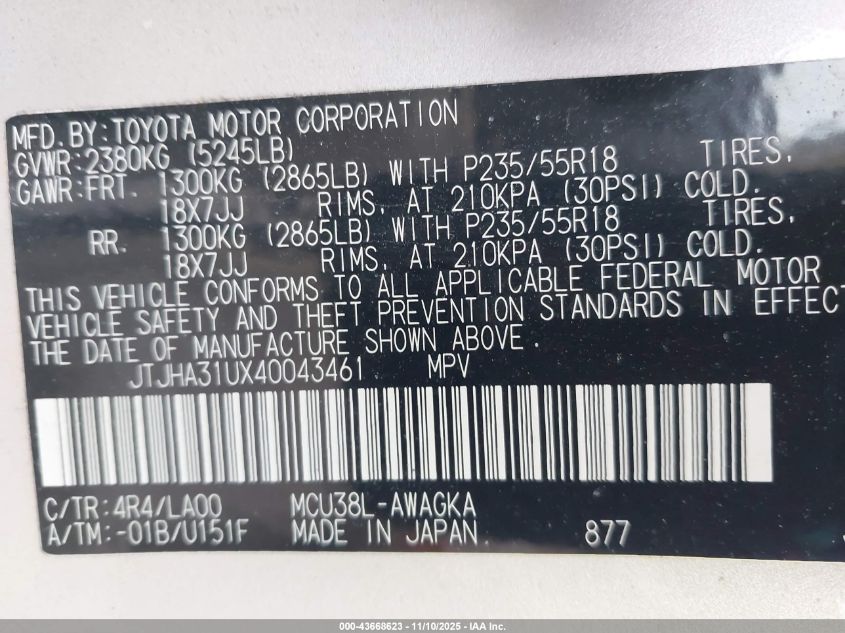 MFD. BY: TOYOTA MOTOR CORPORATION
GVWR: 2380KG (5245LB)
GAWR: FRT. 1300KG (2865LB) WITH P235/55R18 TIRES,
18X7JJ RIMS, AT 210KPA (30PSI) COLD.
RR. 1300KG (2865LB) WITH P235/55R18 TIRES,
18X7JJ RIMS, AT 210KPA (30PSI) COLD.
THIS VEHICLE CONFORMS TO ALL APPLICABLE FEDERAL MOTOR
VEHICLE SAFETY AND THEFT PREVENTION STANDARDS IN EFFECT
THE DATE OF MANUFACTURE SHOWN ABOVE.
JTJHA31UX40043461 MPV
C/TR: 4R4/LA00 MCU38L-AWAGKA
A/TM: -01B/U151F MADE IN JAPAN 877
000-43668623 - 11/10/2025 - IAA Inc.